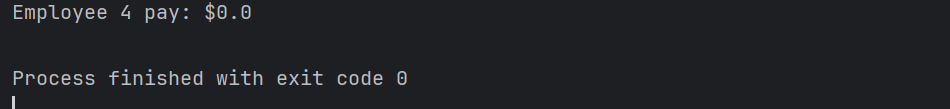 Employee 4 pay: $0.0
Process finished with exit code 0